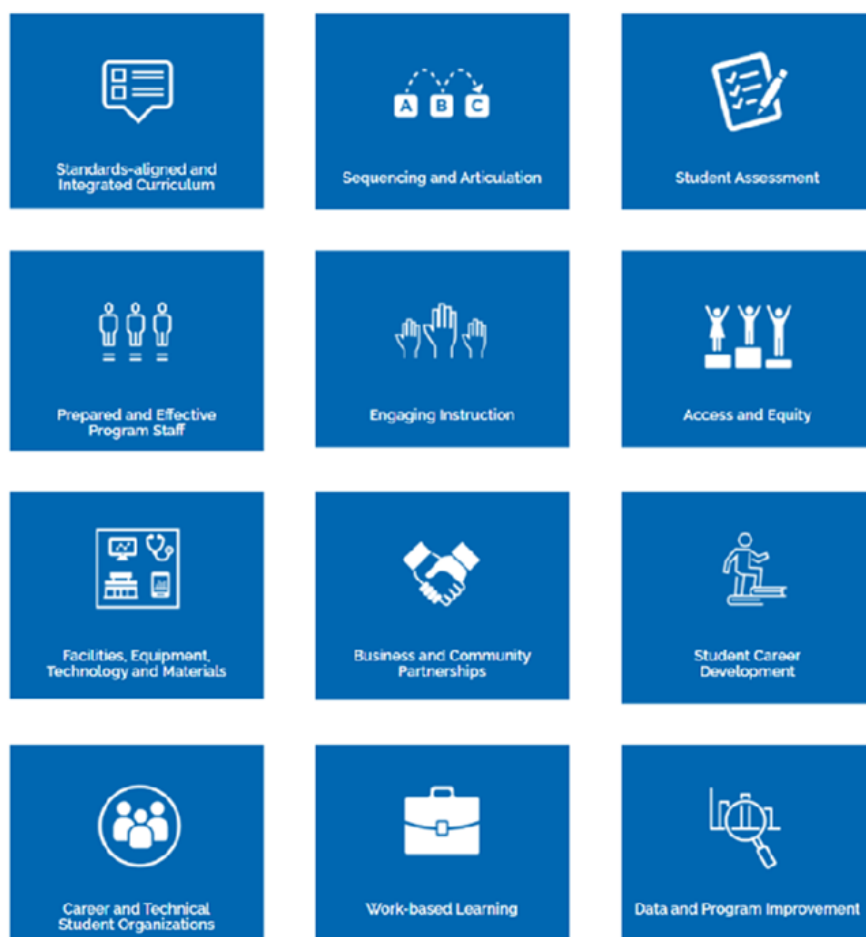 Standards-aligned and
Integrated Curriculum
A B C
Sequencing and Articulation
Student Assessment
Prepared and Effective
Program Staff
Engaging Instruction
Access and Equity
Facilities, Equipment,
Technology and Materials
Business and Community
Partnerships
Student Career
Development
Career and Technical
Student Organizations
Work-based Learning
Data and Program Improvement